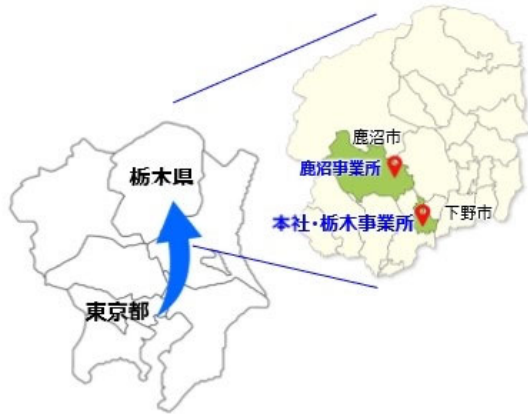 栃木県
東京都
鹿沼市
鹿沼事業所
下野市
本社・栃木事業所